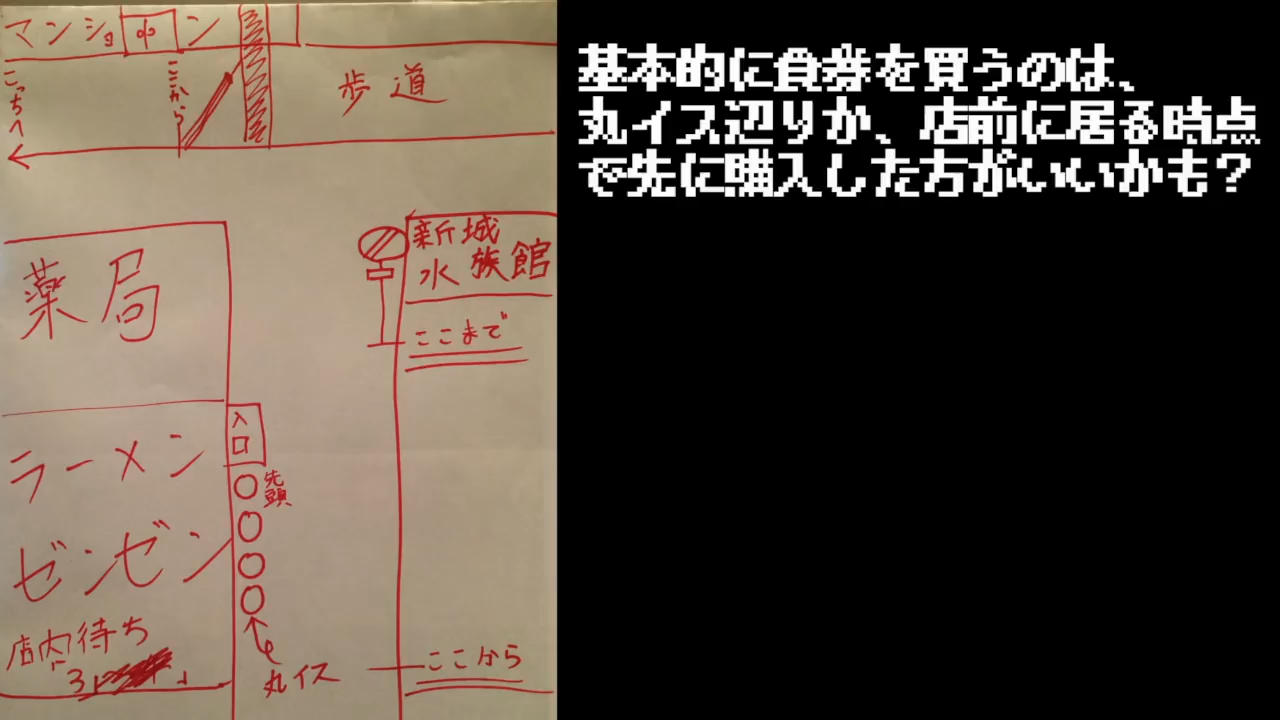 マンション
中
こっちへ
ここから
歩道
薬局
新城
水族館
ここまで
入口
先頭
ラーメン
ゼンゼン
店内待ち
丸イス
ここから
基本的に食券を買うのは、
丸イス辺りか、店前に居る時点
で先に購入した方がいいかも？